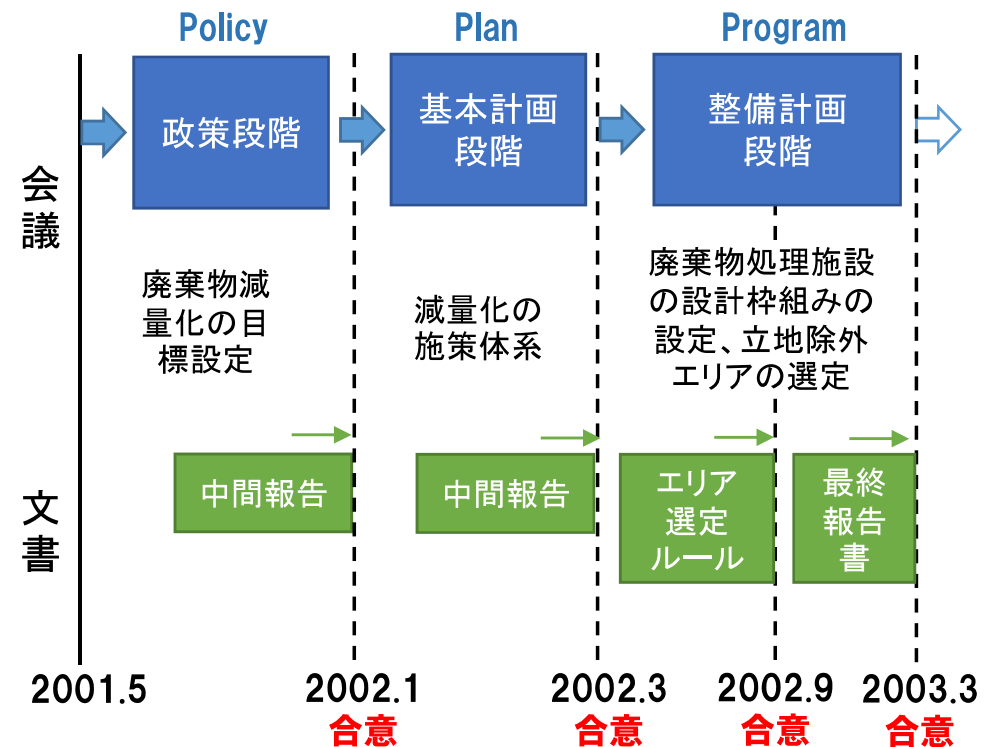 Policy
Plan
Program
政策段階
基本計画
段階
整備計画
段階
会議
廃棄物減
量化の目
標設定
減量化の
施策体系
廃棄物処理施設
の設計枠組みの
設定、立地除外
エリアの選定
文書
中間報告
中間報告
エリア
選定
ルール
最終
報告
書
2001.5
2002.1
2002.3
2002.9
2003.3
合意
合意
合意
合意